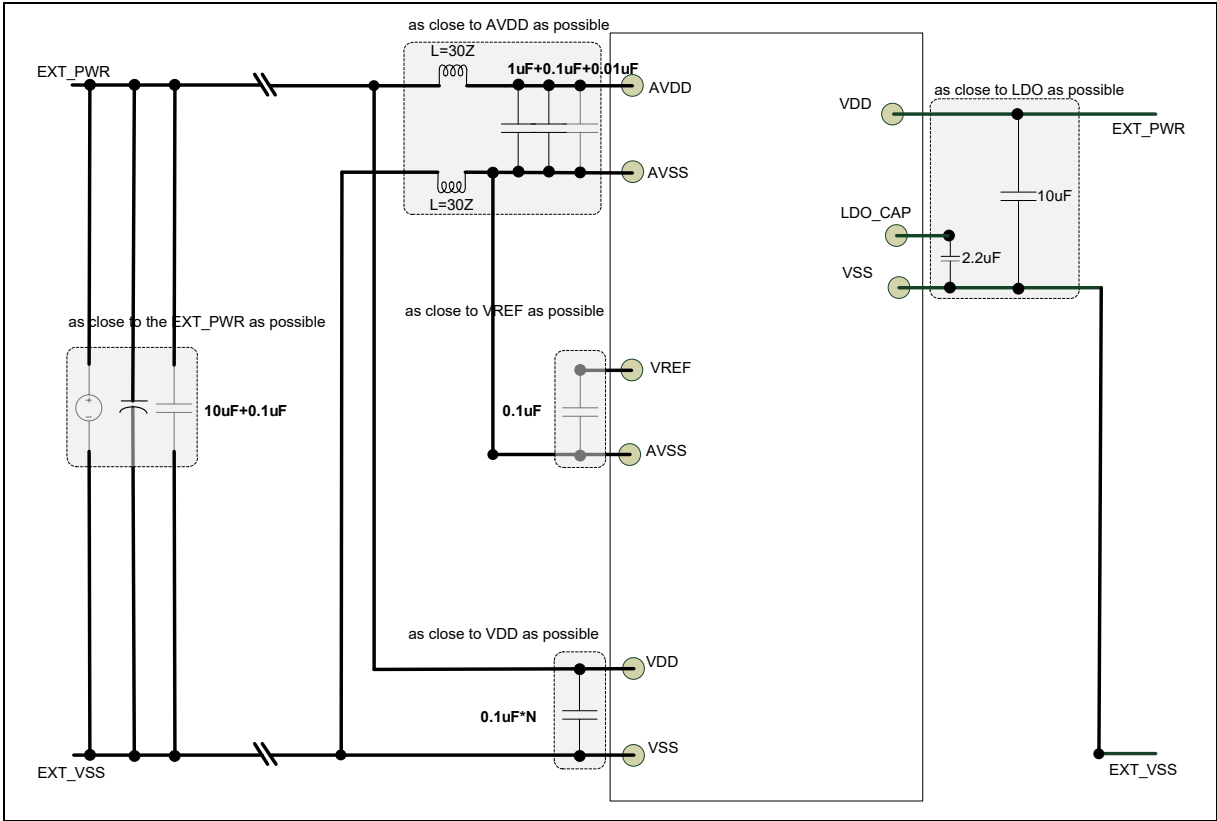 as close to AVDD as possible
L=30Z
1uF+0.1uF+0.01uF
EXT_PWR
AVDD
AVSS
L=30Z
VDD
as close to LDO as possible
EXT_PWR
10uF
LDO_CAP
2.2uF
VSS
as close to VREF as possible
as close to the EXT_PWR as possible
+
−
10uF+0.1uF
VREF
0.1uF
AVSS
as close to VDD as possible
VDD
0.1uF*N
VSS
EXT_VSS
EXT_VSS